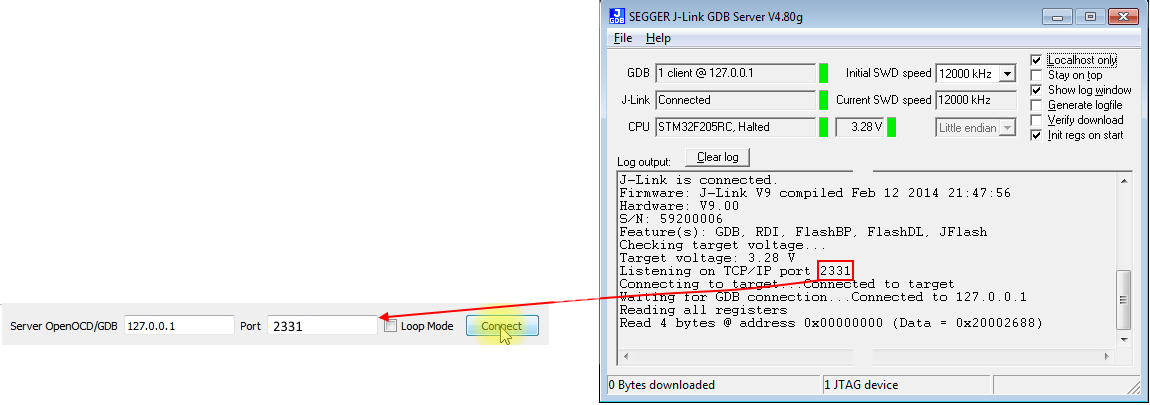 SEGGER J-Link GDB Server V4.80g
File Help
GDB 1 client @ 127.0.0.1 Initial SWD speed 12000 kHz
J-Link Connected Current SWD speed 12000 kHz
CPU STM32F205RC, Halted 3.28 V Little endian
Localhost only
Stay on top
Show log window
Generate logfile
Verify download
Init regs on start
Log output: Clear log
J-Link is connected.
Firmware: J-Link V9 compiled Feb 12 2014 21:47:56
Hardware: V9.00
S/N: 59200006
Feature(s): GDB, RDI, FlashBP, FlashDL, JFlash
Checking target voltage...
Target voltage: 3.28 V
Listening on TCP/IP port 2331
Connecting to target...Connected to target
Waiting for GDB connection...Connected to 127.0.0.1
Reading all registers
Read 4 bytes @ address 0x00000000 (Data = 0x20002688)
0 Bytes downloaded 1 JTAG device
Server OpenOCD/GDB 127.0.0.1 Port 2331 Loop Mode Connect